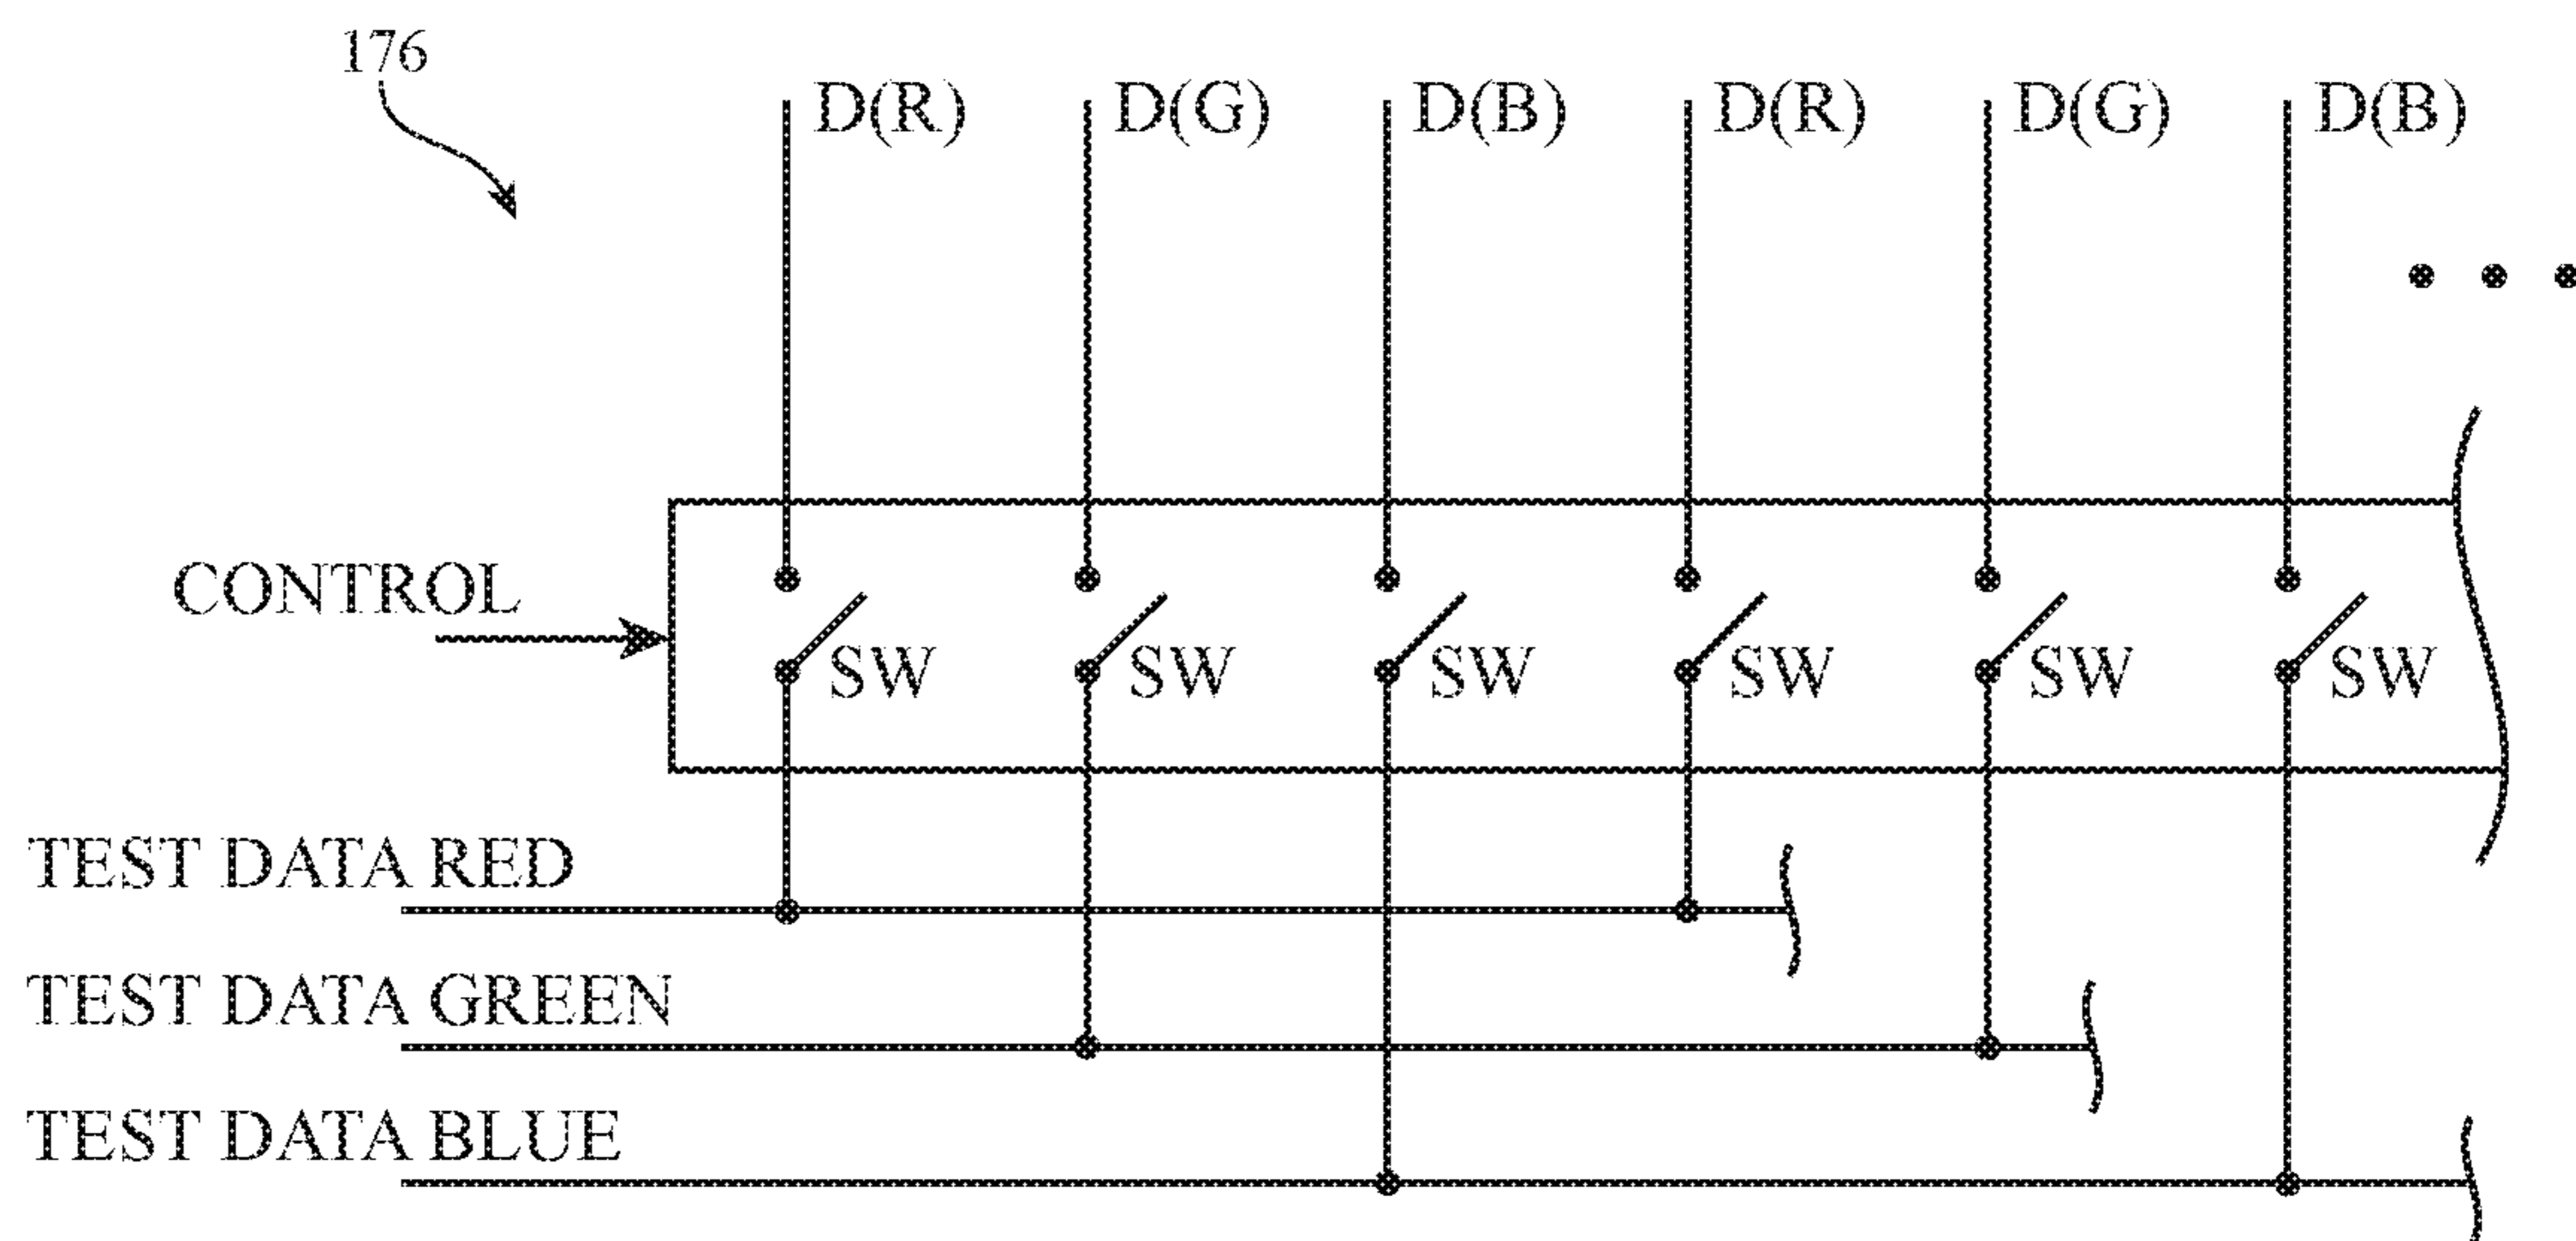 176
D(R) D(G) D(B) D(R) D(G) D(B)
CONTROL
SW SW SW SW SW SW
TEST DATA RED
TEST DATA GREEN
TEST DATA BLUE